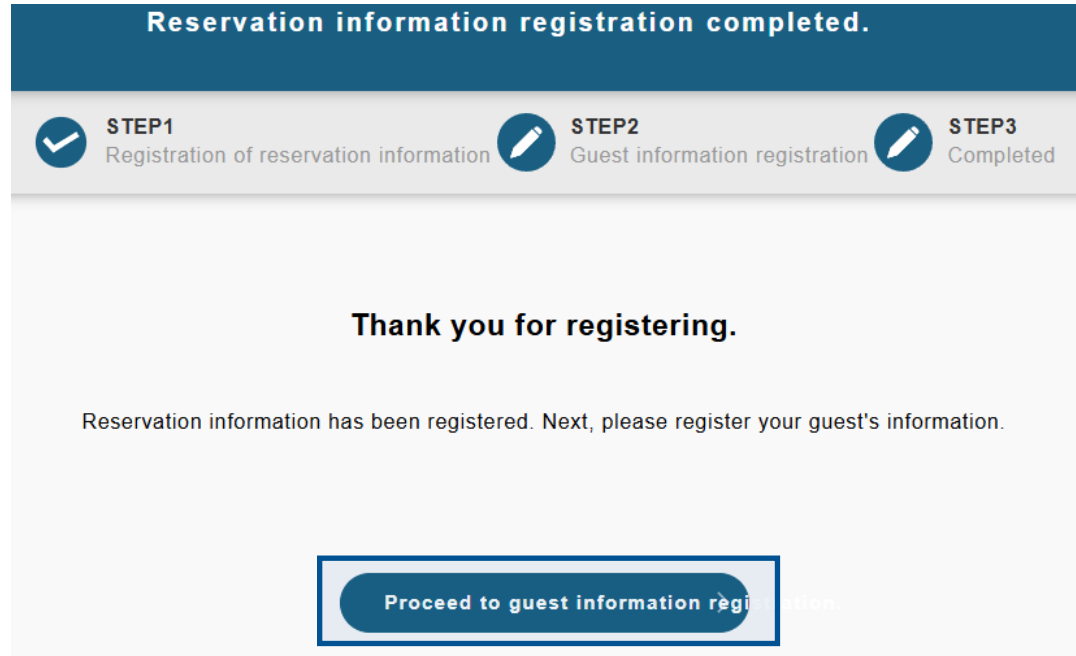 Reservation information registration completed.
STEP1
Registration of reservation information
STEP2
Guest information registration
STEP3
Completed
Thank you for registering.
Reservation information has been registered. Next, please register your guest's information.
Proceed to guest information registration.